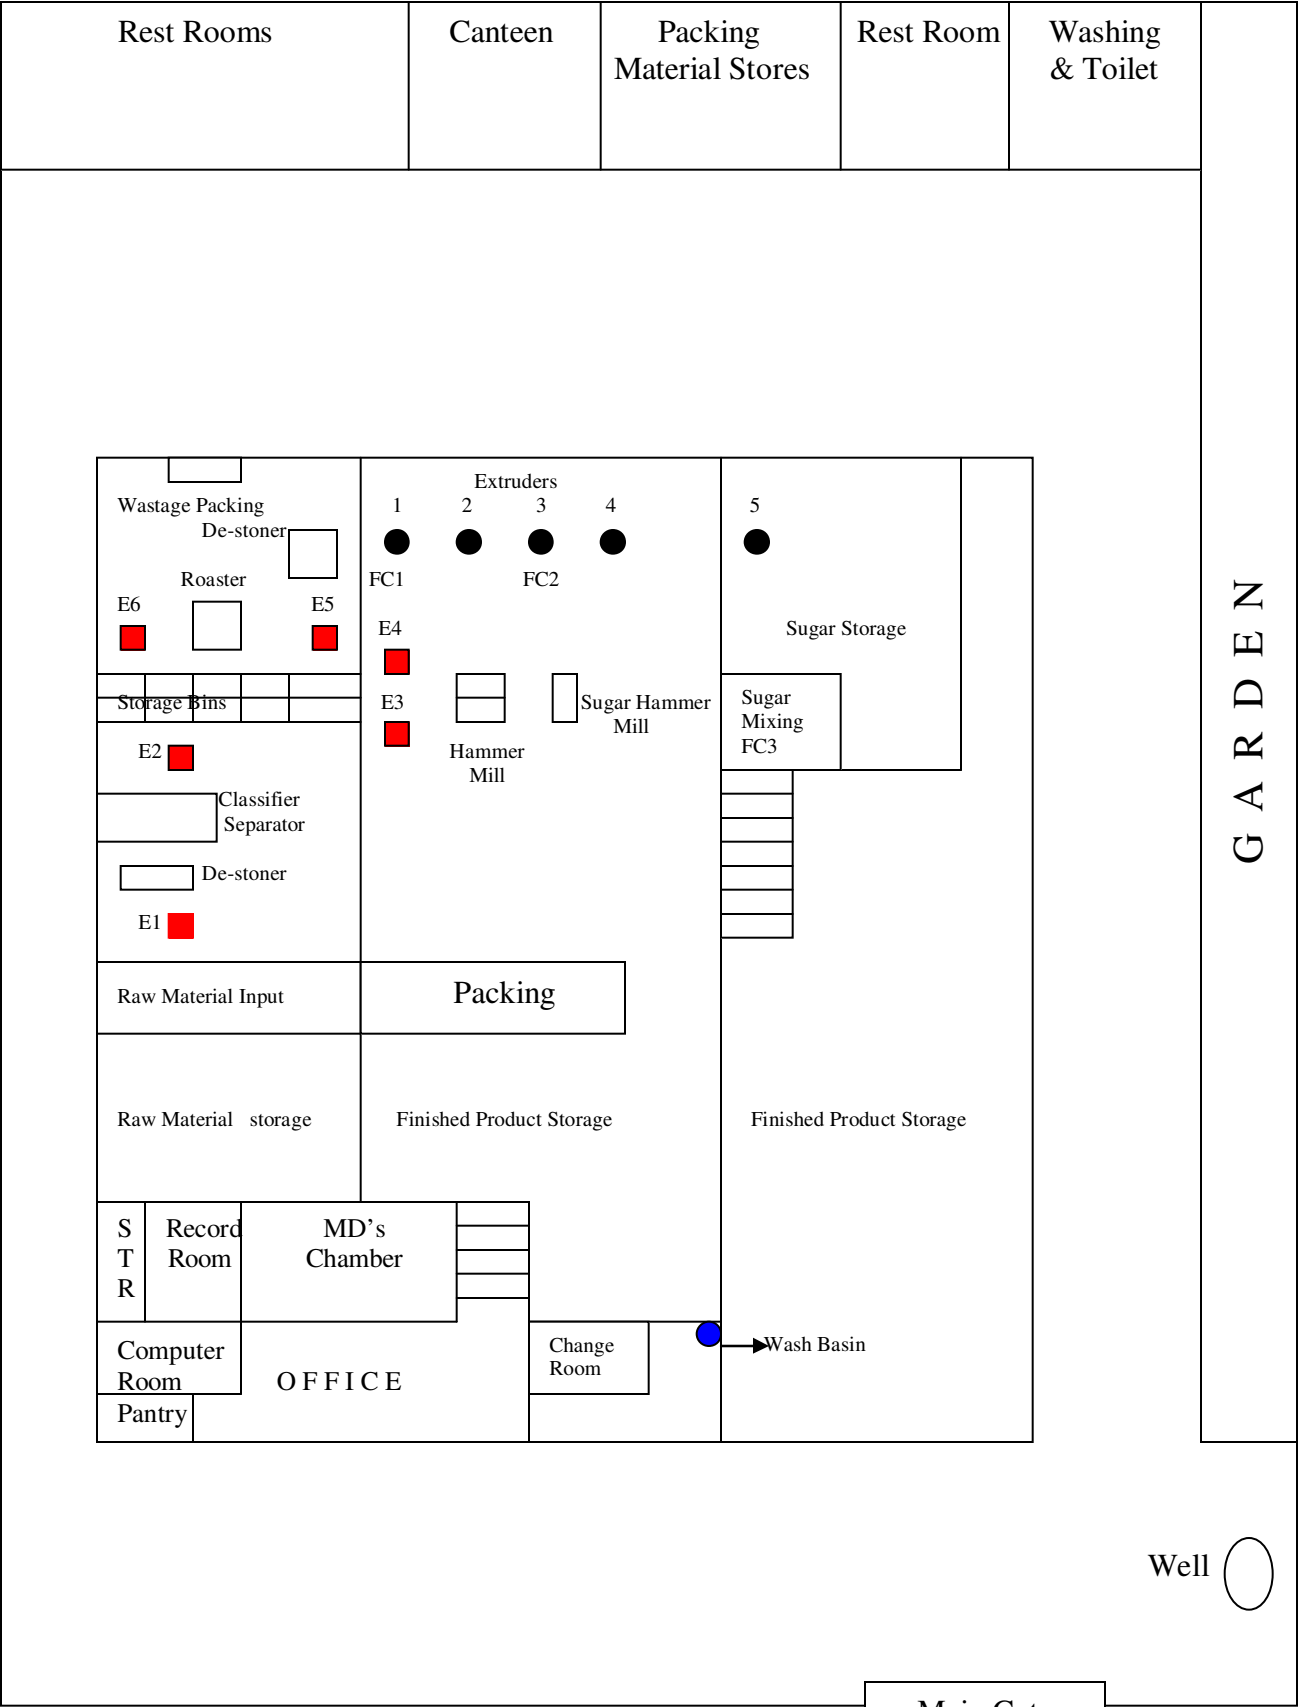 Rest Rooms
Canteen
Packing
Material Stores
Rest Room
Washing
& Toilet
Extruders
Wastage Packing
De-stoner
1
2
3
4
5
Roaster
FC1
FC2
E6
E5
E4
Sugar Storage
Storage Bins
E3
Sugar Hammer
Mill
Sugar
Mixing
FC3
E2
Hammer
Mill
Classifier
Separator
De-stoner
E1
GARDEN
Raw Material Input
Packing
Raw Material storage
Finished Product Storage
Finished Product Storage
S
T
R
Record
Room
MD's
Chamber
Computer
Room
OFFICE
Change
Room
Wash Basin
Pantry
Well